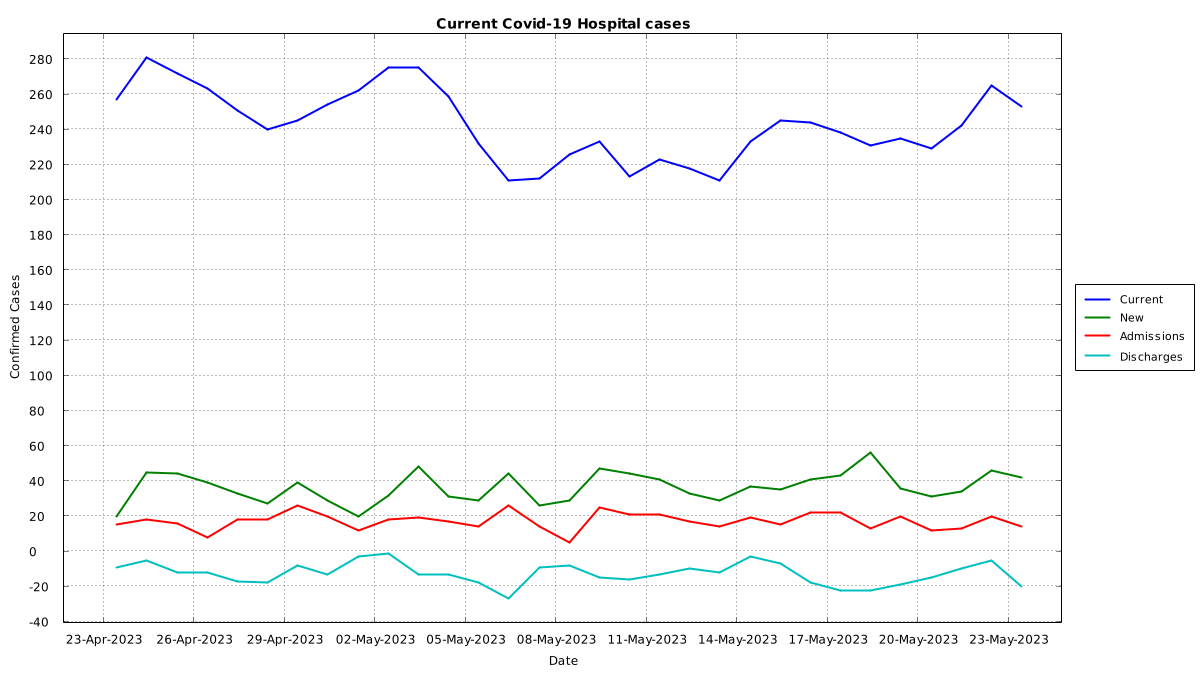 Current Covid-19 Hospital cases
280
260
240
220
200
180
160
140
120
100
80
60
40
20
0
-20
-40
Confirmed Cases
23-Apr-2023 26-Apr-2023 29-Apr-2023 02-May-2023 05-May-2023 08-May-2023 11-May-2023 14-May-2023 17-May-2023 20-May-2023 23-May-2023
Date
Current
New
Admissions
Discharges